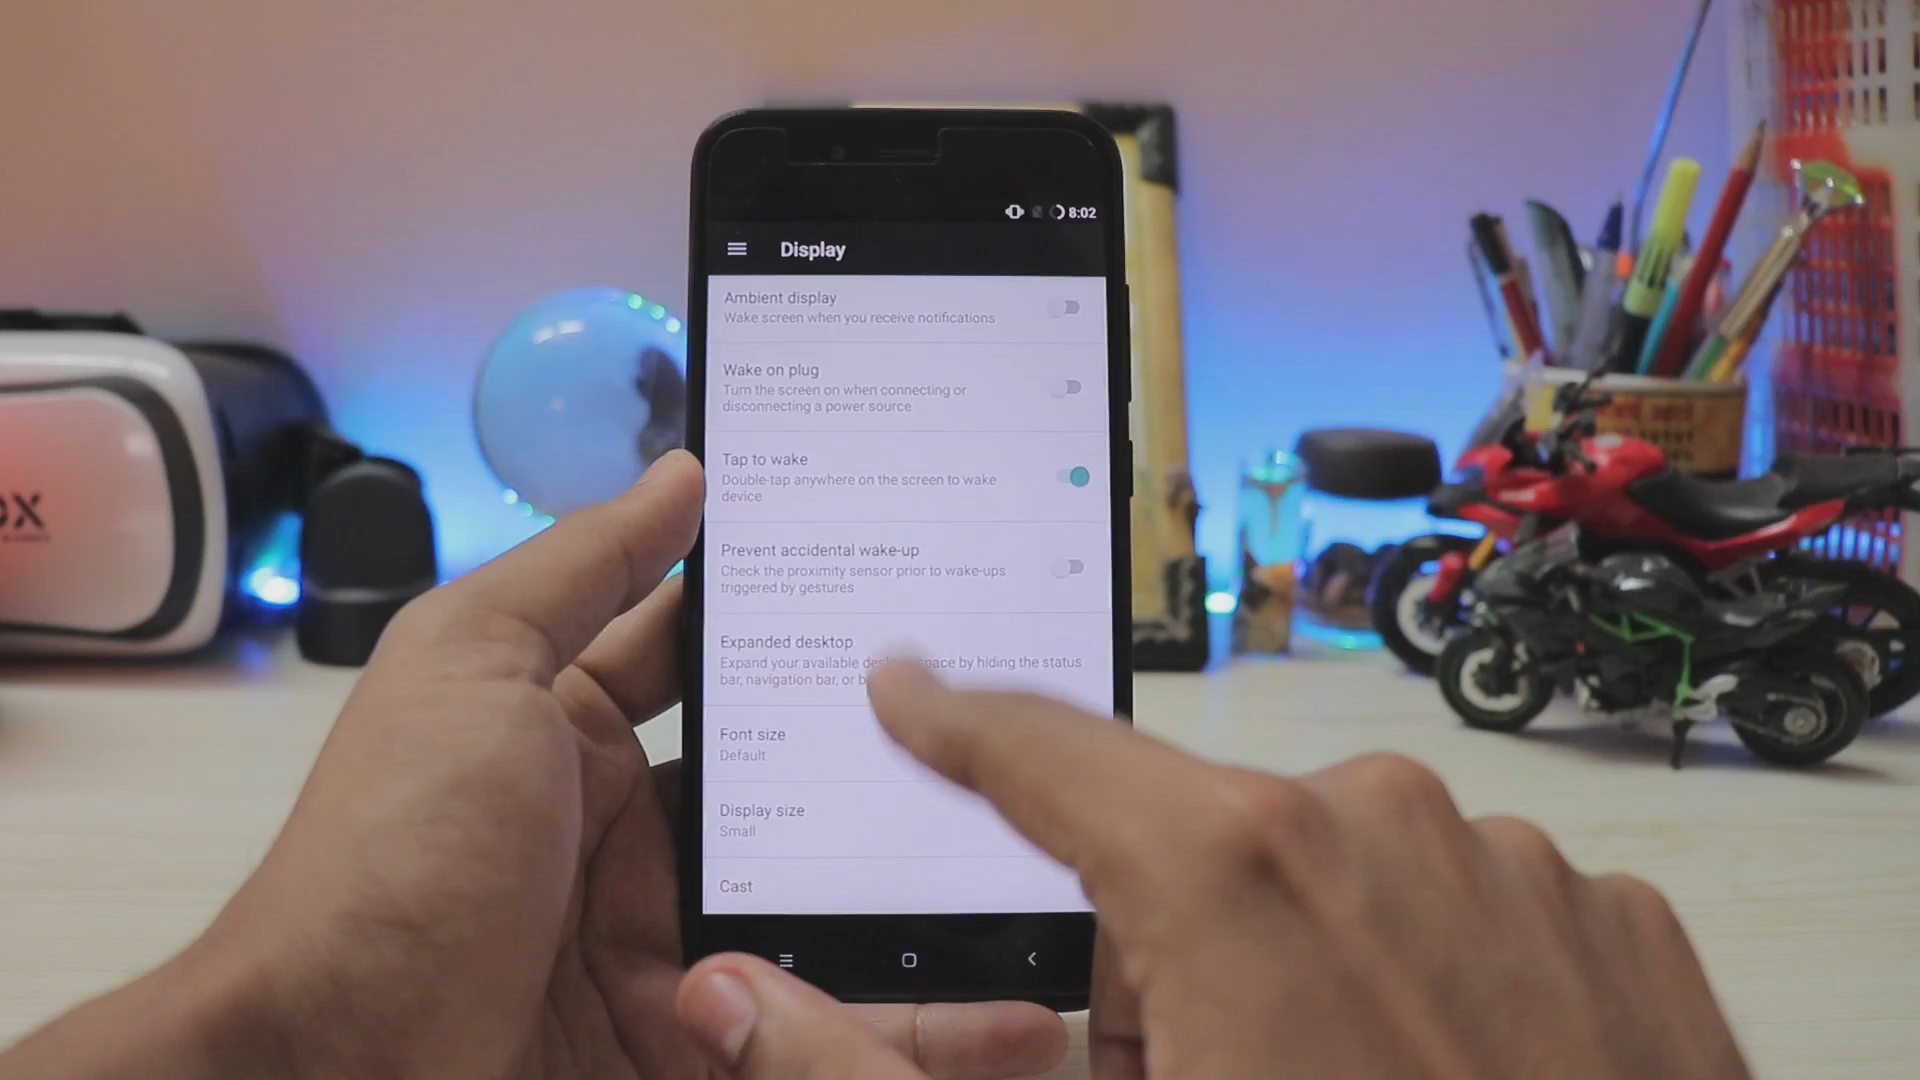 8:02
Display
Ambient display
Wake screen when you receive notifications
Wake on plug
Turn the screen on when connecting or
disconnecting a power source
Tap to wake
Double-tap anywhere on the screen to wake
device
Prevent accidental wake-up
Check the proximity sensor prior to wake-ups
triggered by gestures
Expanded desktop
Expand your available space by hiding the status
bar, navigation bar, or
Font size
Default
Display size
Small
Cast